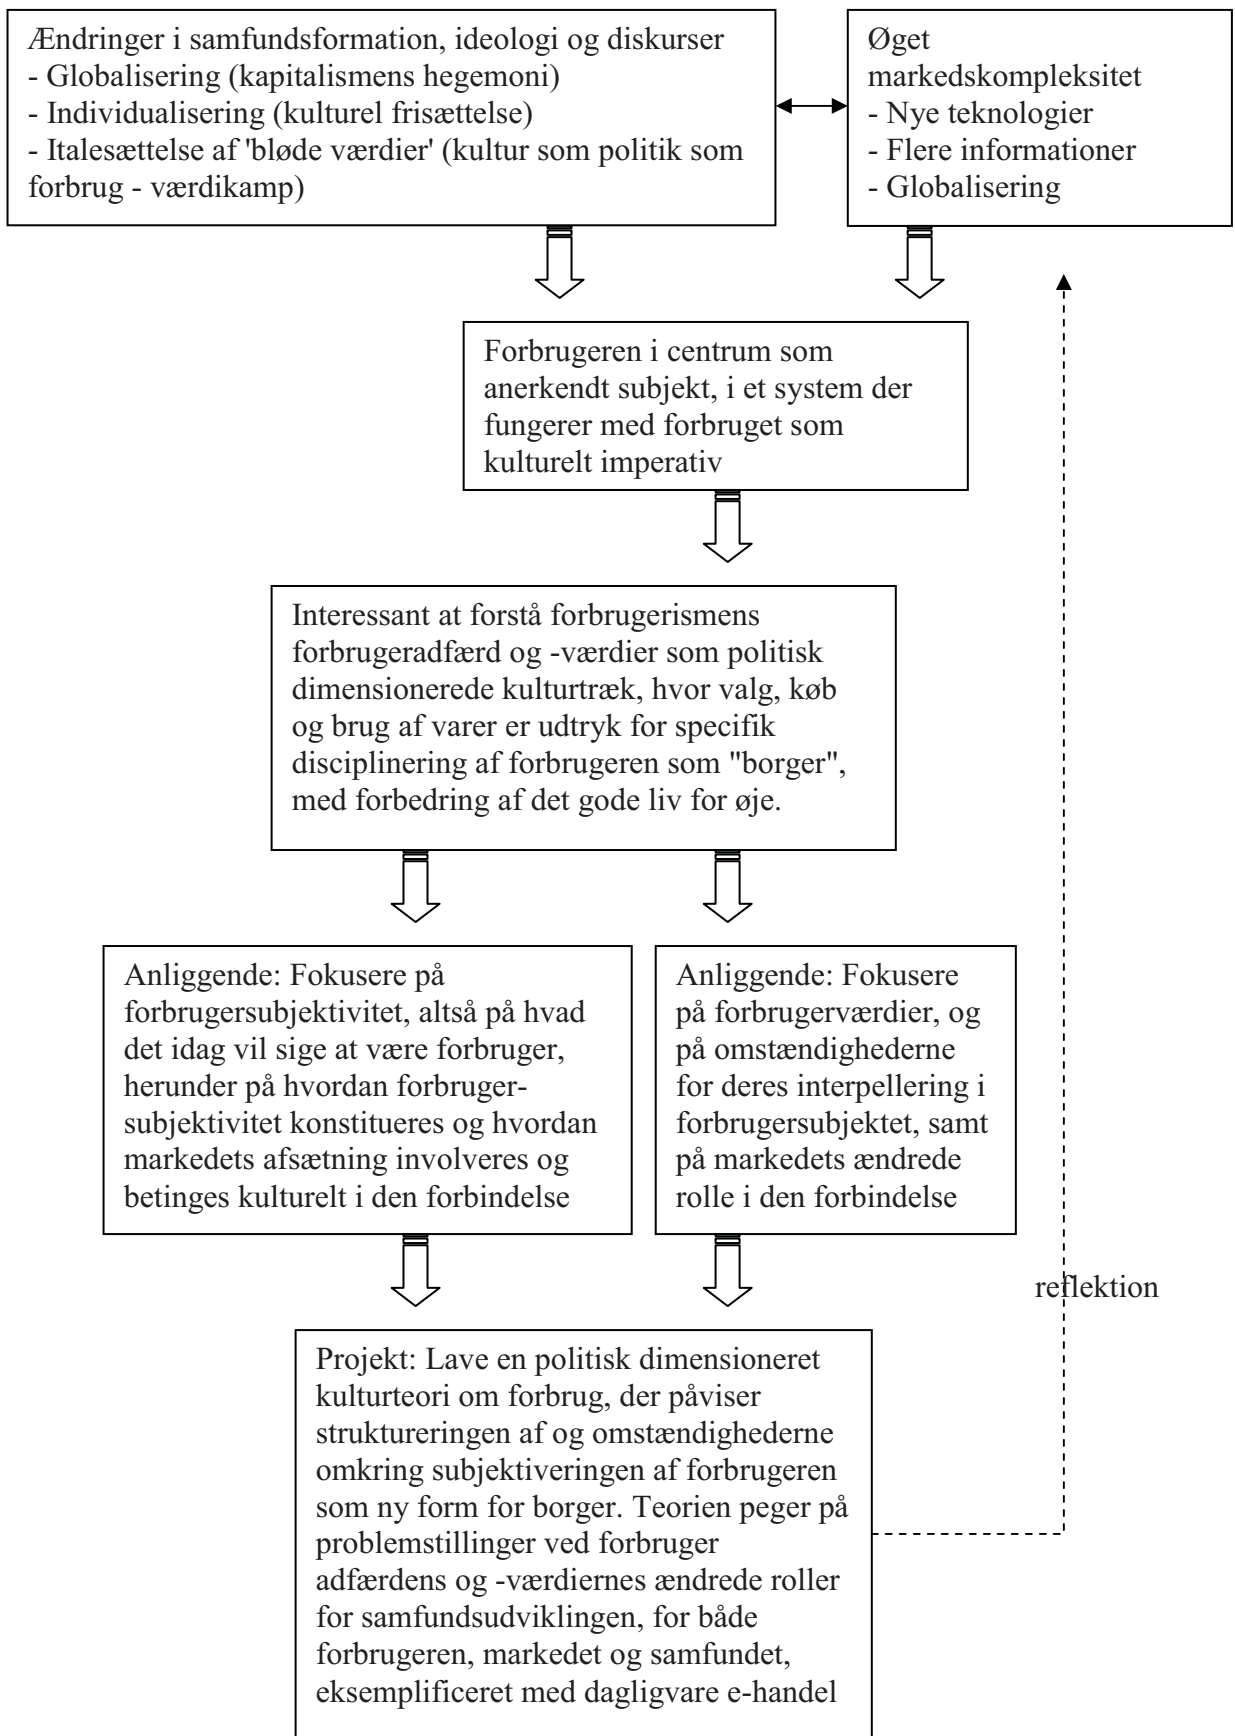 Ændringer i samfundsformation, ideologi og diskurser
- Globalisering (kapitalismens hegemoni)
- Individualisering (kulturel frisættelse)
- Italesættelse af 'bløde værdier' (kultur som politik som
forbrug - værdikamp)
Øget
markedskompleksitet
- Nye teknologier
- Flere informationer
- Globalisering
Forbrugeren i centrum som
anerkendt subjekt, i et system der
fungerer med forbruget som
kulturelt imperativ
Interessant at forstå forbrugerismens
forbrugeradfærd og -værdier som politisk
dimensionerede kulturtræk, hvor valg, køb
og brug af varer er udtryk for specifik
disciplinering af forbrugeren som "borger",
med forbedring af det gode liv for øje.
Anliggende: Fokusere på
forbrugersubjektivitet, altså på hvad
det idag vil sige at være forbruger,
herunder på hvordan forbruger-
subjektivitet konstitueres og hvordan
markedets afsætning involveres og
betinges kulturelt i den forbindelse
Anliggende: Fokusere
på forbrugerværdier, og
på omstændighederne
for deres interpellering i
forbrugersubjektet, samt
på markedets ændrede
rolle i den forbindelse
reflektion
Projekt: Lave en politisk dimensioneret
kulturteori om forbrug, der påviser
struktureringen af og omstændighederne
omkring subjektiveringen af forbrugeren
som ny form for borger. Teorien peger på
problemstillinger ved forbruger
adfærdens og -værdiernes ændrede roller
for samfundsudviklingen, for både
forbrugeren, markedet og samfundet,
eksemplificeret med dagligvare e-handel